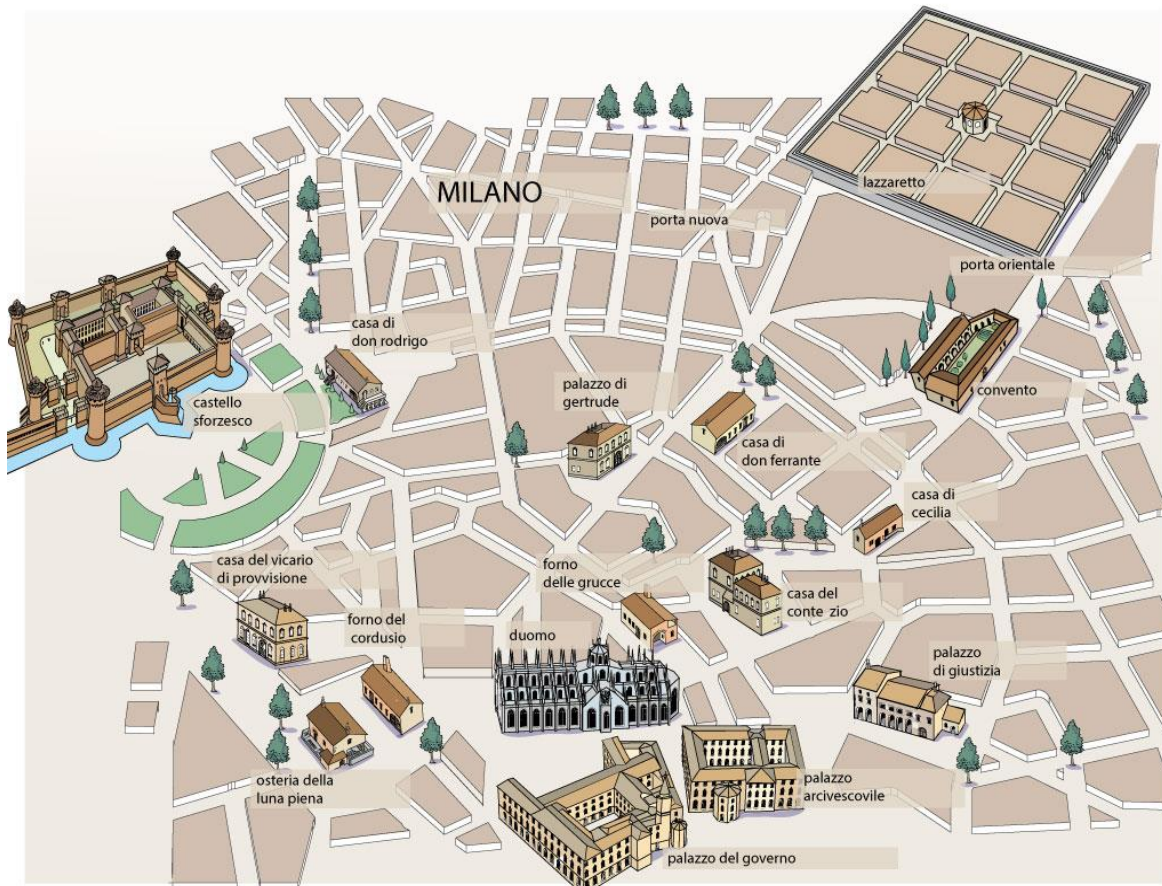 lazzaretto
MILANO
porta nuova
porta orientale
casa di
don rodrigo
palazzo di
gertrude
convento
castello
sforzesco
casa di
don ferrante
casa di
cecilia
casa del vicario
di provvisione
forno
delle grucce
casa del
conte zio
forno del
cordusio
duomo
palazzo
di giustizia
osteria della
luna piena
palazzo
arcivescovile
palazzo del governo